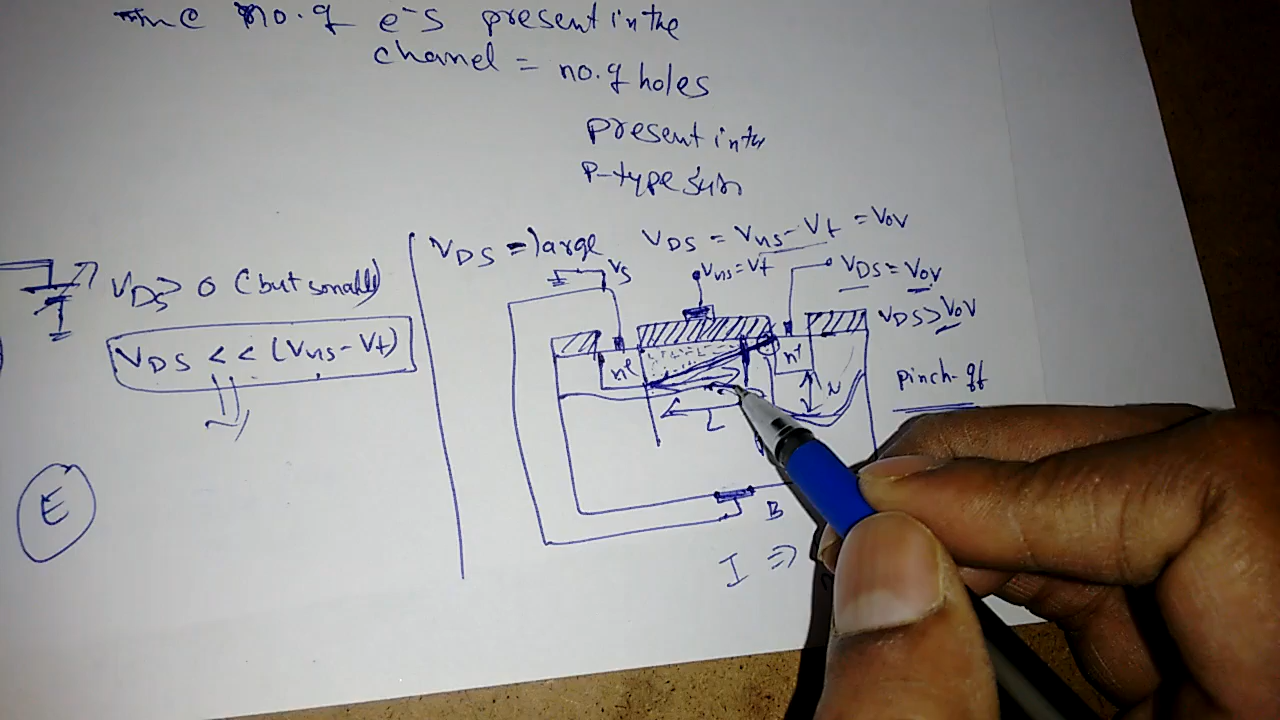 no. of e⁻s present in the
channel = no. of holes
present in the
P-type sub
VDS > 0 (but small)
VDS << (VGS - Vt)
E
VDS = large VDS = VGS - Vt = VOV
VS
VGS = Vt
VDS = VOV
VDS > VOV
n+
n+
pinch-off
L
B
I ⇒